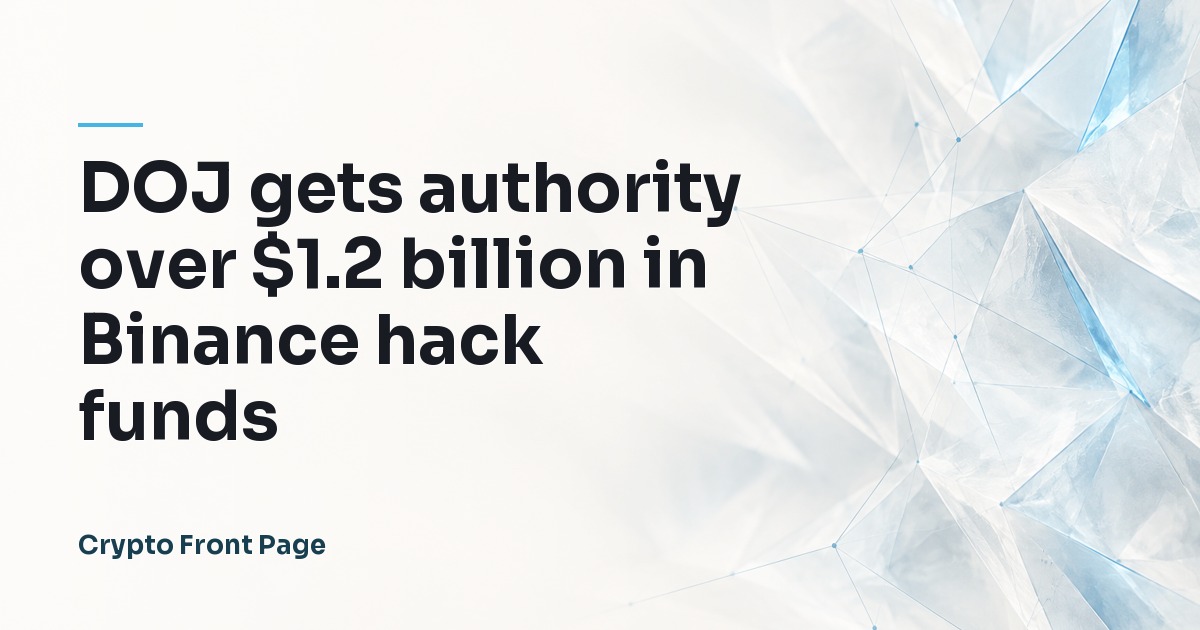 DOJ gets authority
over $1.2 billion in
Binance hack
funds
Crypto Front Page